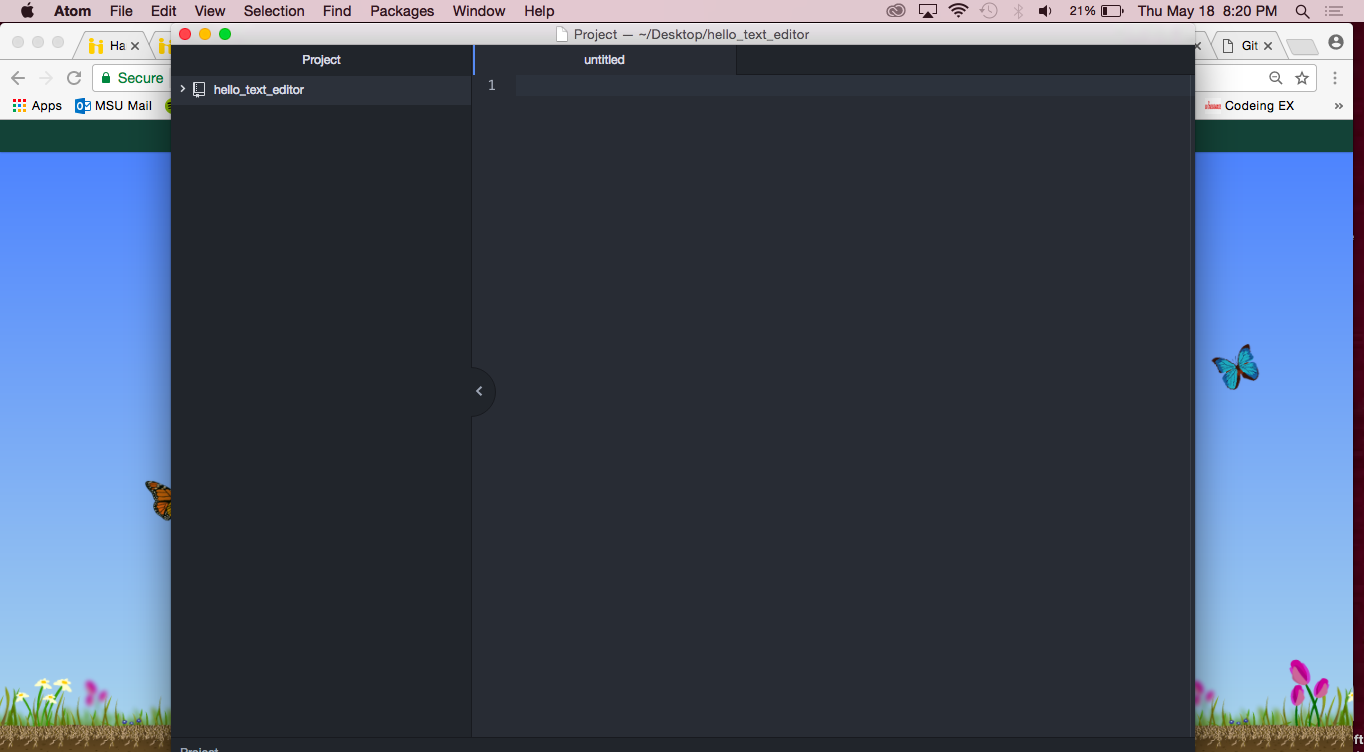 Atom File Edit View Selection Find Packages Window Help 21% Thu May 18 8:20 PM
Project — ~/Desktop/hello_text_editor
Ha Git
Project untitled
Secure
hello_text_editor 1
Apps MSU Mail Codeing EX
Project
ft